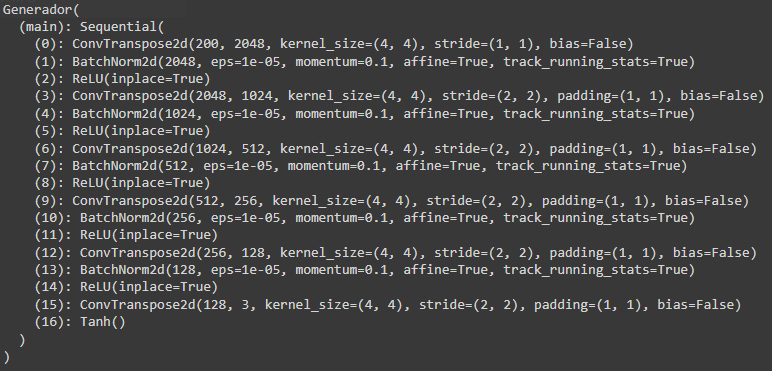 Generador(
  (main): Sequential(
    (0): ConvTranspose2d(200, 2048, kernel_size=(4, 4), stride=(1, 1), bias=False)
    (1): BatchNorm2d(2048, eps=1e-05, momentum=0.1, affine=True, track_running_stats=True)
    (2): ReLU(inplace=True)
    (3): ConvTranspose2d(2048, 1024, kernel_size=(4, 4), stride=(2, 2), padding=(1, 1), bias=False)
    (4): BatchNorm2d(1024, eps=1e-05, momentum=0.1, affine=True, track_running_stats=True)
    (5): ReLU(inplace=True)
    (6): ConvTranspose2d(1024, 512, kernel_size=(4, 4), stride=(2, 2), padding=(1, 1), bias=False)
    (7): BatchNorm2d(512, eps=1e-05, momentum=0.1, affine=True, track_running_stats=True)
    (8): ReLU(inplace=True)
    (9): ConvTranspose2d(512, 256, kernel_size=(4, 4), stride=(2, 2), padding=(1, 1), bias=False)
    (10): BatchNorm2d(256, eps=1e-05, momentum=0.1, affine=True, track_running_stats=True)
    (11): ReLU(inplace=True)
    (12): ConvTranspose2d(256, 128, kernel_size=(4, 4), stride=(2, 2), padding=(1, 1), bias=False)
    (13): BatchNorm2d(128, eps=1e-05, momentum=0.1, affine=True, track_running_stats=True)
    (14): ReLU(inplace=True)
    (15): ConvTranspose2d(128, 3, kernel_size=(4, 4), stride=(2, 2), padding=(1, 1), bias=False)
    (16): Tanh()
  )
)